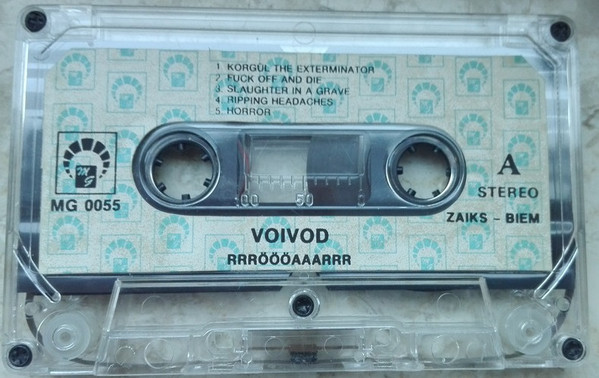 1 KORGÜL THE EXTERMINATOR
2. FUCK OFF AND DIE
3. SLAUGHTER IN A GRAVE
4. RIPPING HEADACHES
5. HORROR
MG
MG 0055
A
STEREO
ZAIKS - BIEM
100 50 0
VOIVOD
RRRÖÖÖAAARRR